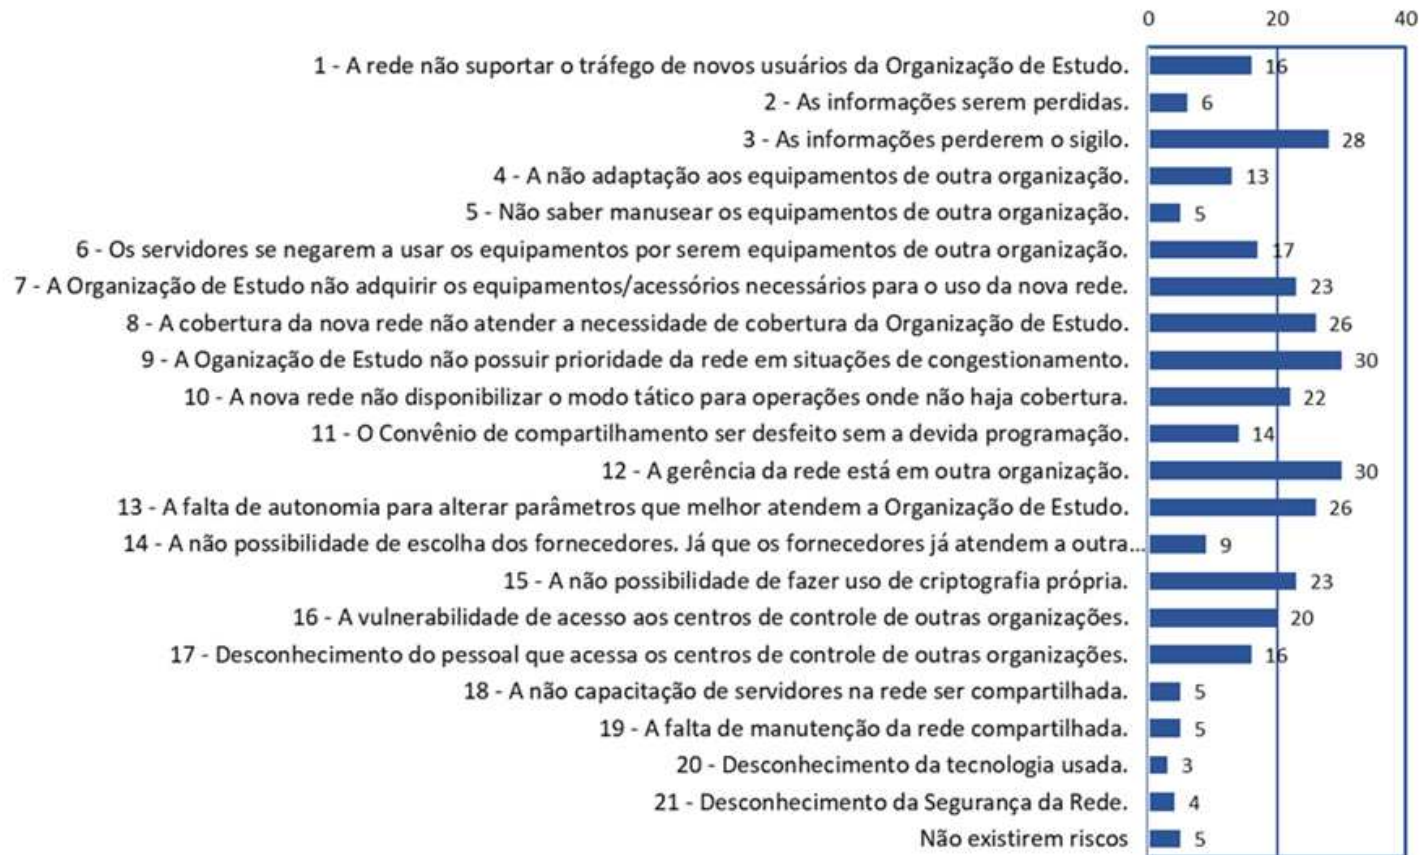 0 20 40
1 - A rede não suportar o tráfego de novos usuários da Organização de Estudo. 16
2 - As informações serem perdidas. 6
3 - As informações perderem o sigilo. 28
4 - A não adaptação aos equipamentos de outra organização. 13
5 - Não saber manusear os equipamentos de outra organização. 5
6 - Os servidores se negarem a usar os equipamentos por serem equipamentos de outra organização. 17
7 - A Organização de Estudo não adquirir os equipamentos/acessórios necessários para o uso da nova rede. 23
8 - A cobertura da nova rede não atender a necessidade de cobertura da Organização de Estudo. 26
9 - A Oganização de Estudo não possuir prioridade da rede em situações de congestionamento. 30
10 - A nova rede não disponibilizar o modo tático para operações onde não haja cobertura. 22
11 - O Convênio de compartilhamento ser desfeito sem a devida programação. 14
12 - A gerência da rede está em outra organização. 30
13 - A falta de autonomia para alterar parâmetros que melhor atendem a Organização de Estudo. 26
14 - A não possibilidade de escolha dos fornecedores. Já que os fornecedores já atendem a outra... 9
15 - A não possibilidade de fazer uso de criptografia própria. 23
16 - A vulnerabilidade de acesso aos centros de controle de outras organizações. 20
17 - Desconhecimento do pessoal que acessa os centros de controle de outras organizações. 16
18 - A não capacitação de servidores na rede ser compartilhada. 5
19 - A falta de manutenção da rede compartilhada. 5
20 - Desconhecimento da tecnologia usada. 3
21 - Desconhecimento da Segurança da Rede. 4
Não existirem riscos 5